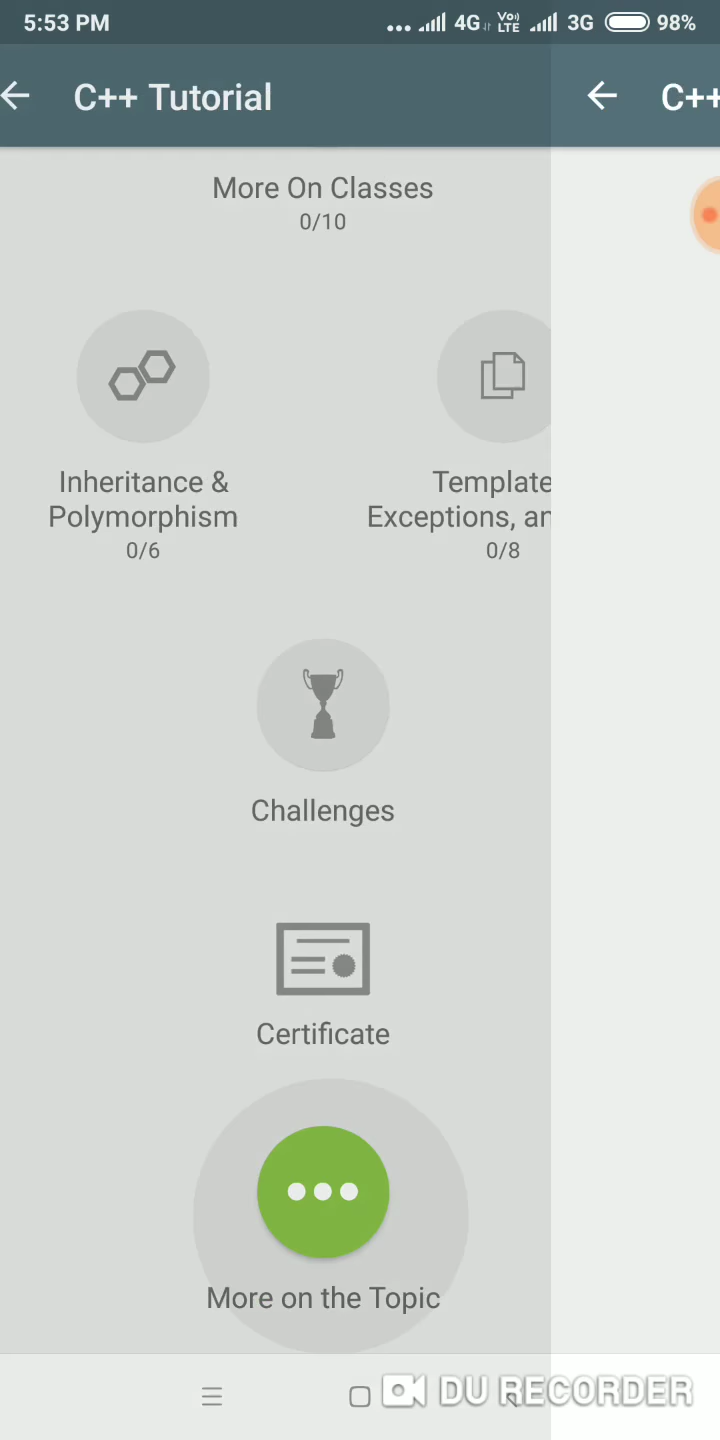 5:53 PM 4G VoLTE 3G 98%
C++ Tutorial
C++
More On Classes
0/10
Inheritance &
Polymorphism
0/6
Template
Exceptions, an
0/8
Challenges
Certificate
More on the Topic
DU RECORDER